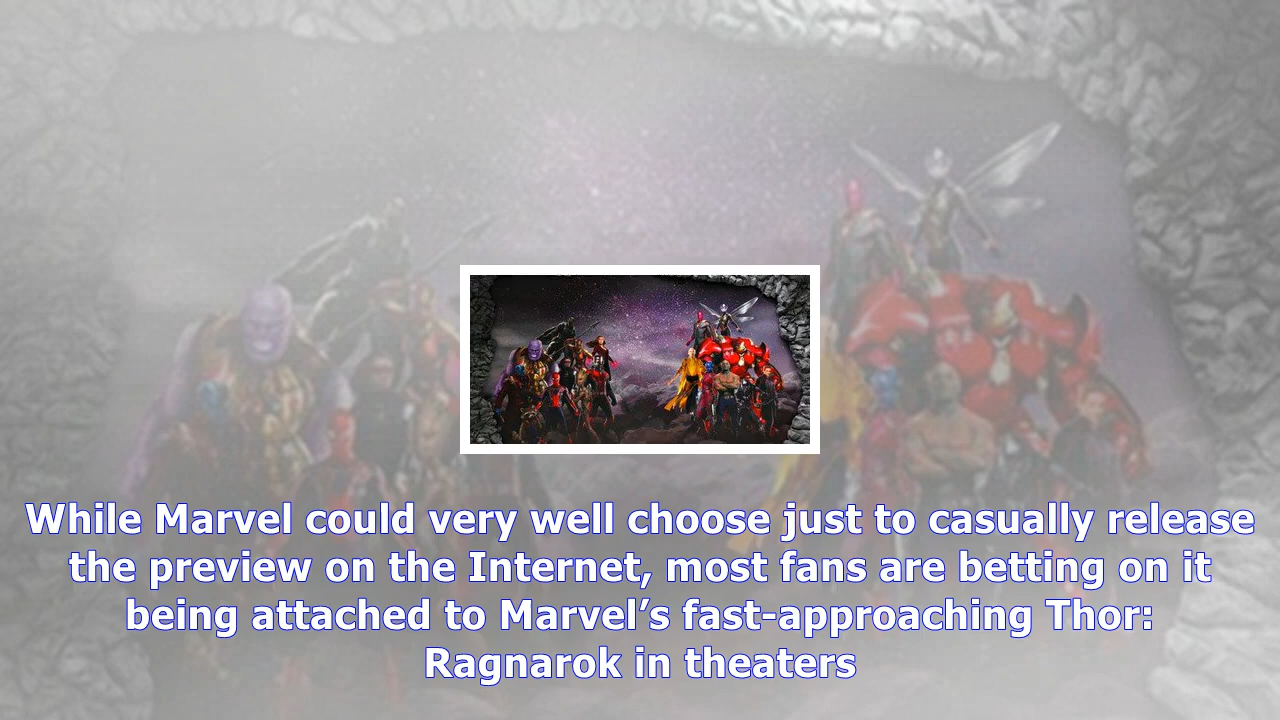 While Marvel could very well choose just to casually release
the preview on the Internet, most fans are betting on it
being attached to Marvel’s fast-approaching Thor:
Ragnarok in theaters